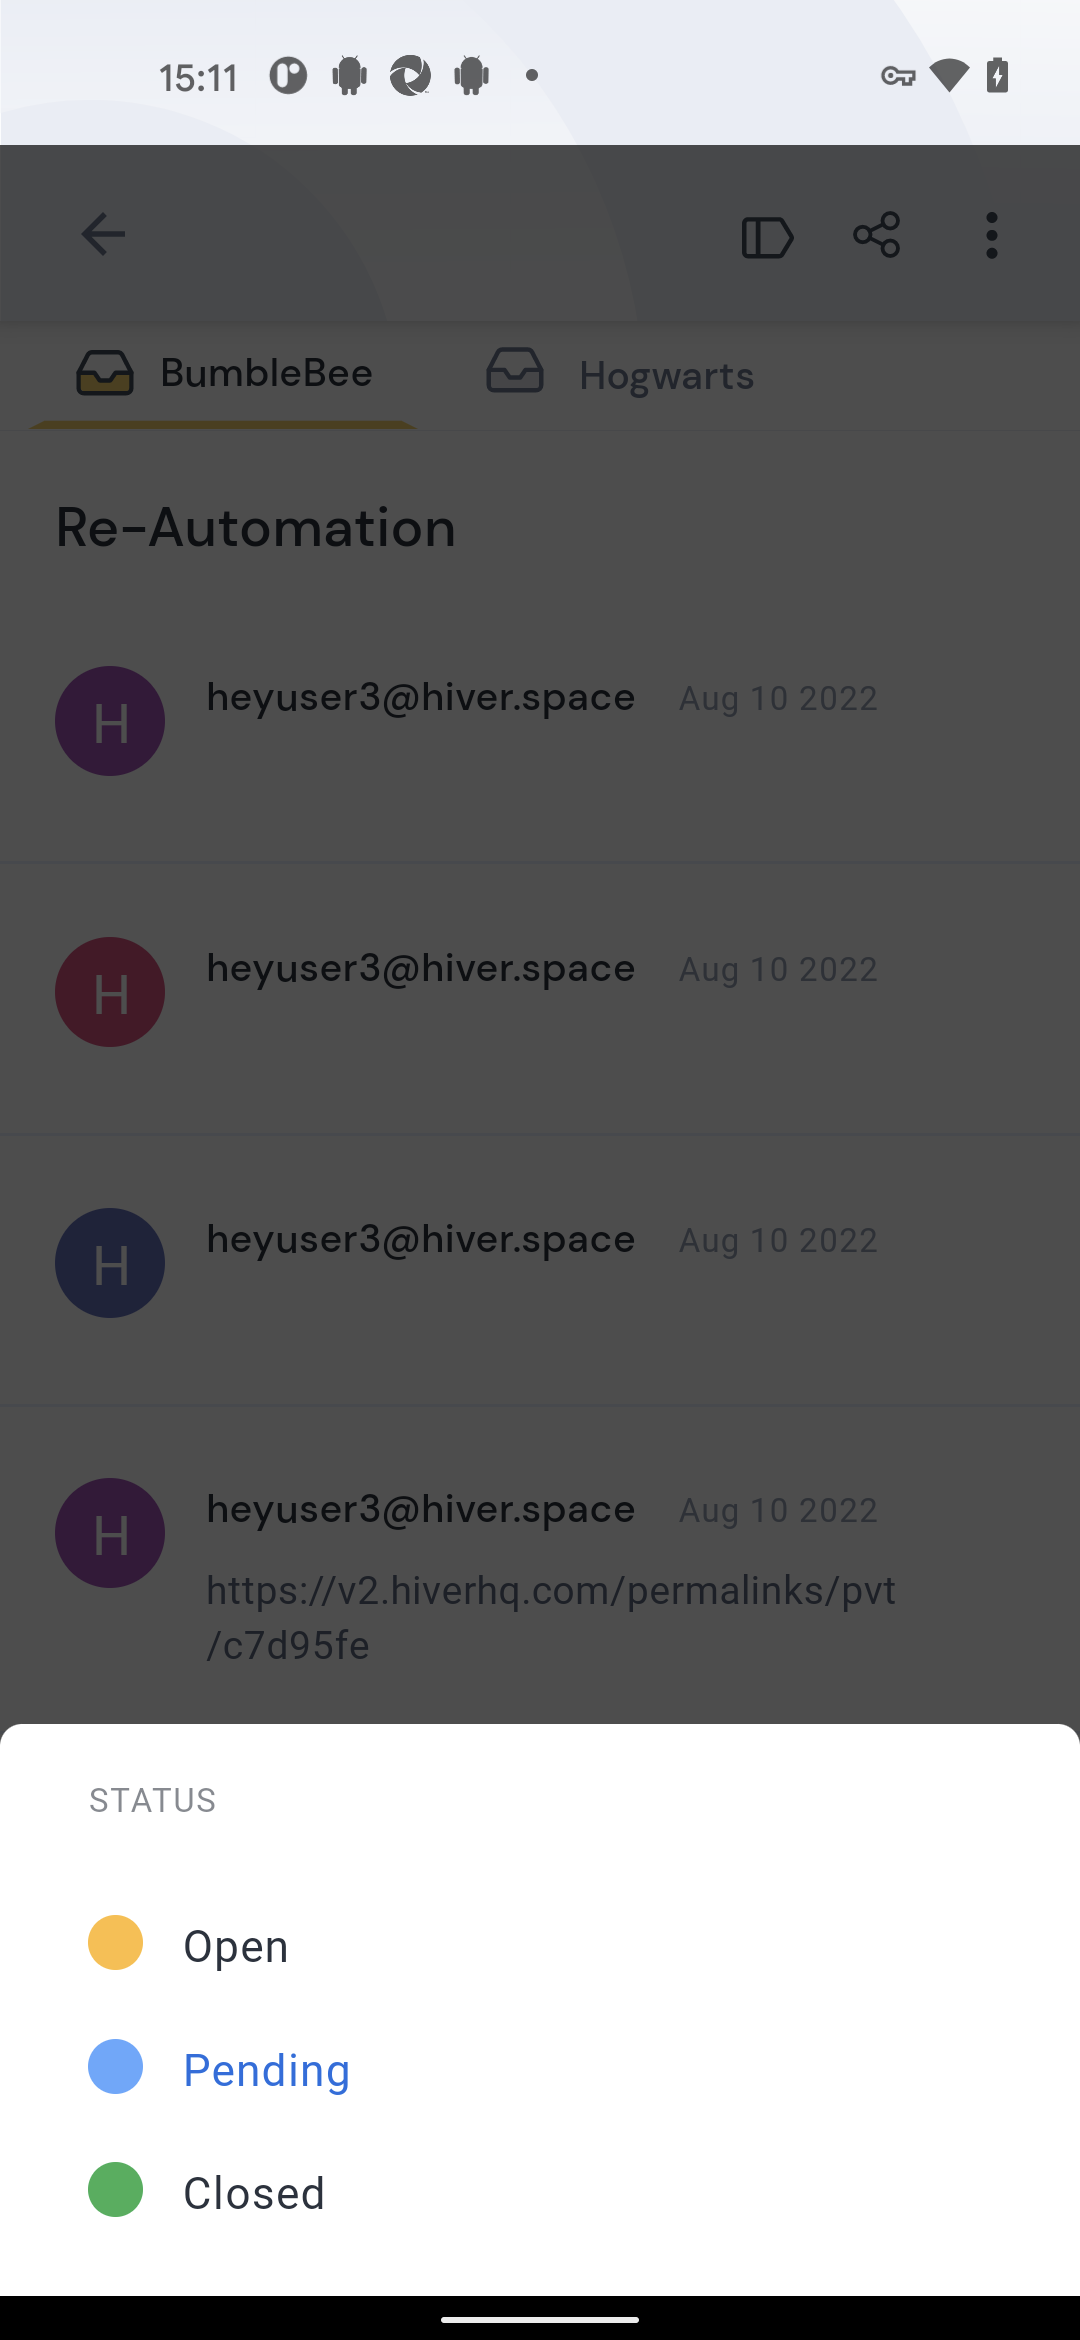 15:11
BumbleBee
Hogwarts
Re-Automation
H
heyuser3@hiver.space Aug 10 2022
H
heyuser3@hiver.space Aug 10 2022
H
heyuser3@hiver.space Aug 10 2022
H
heyuser3@hiver.space Aug 10 2022
https://v2.hiverhq.com/permalinks/pvt
/c7d95fe
STATUS
Open
Pending
Closed